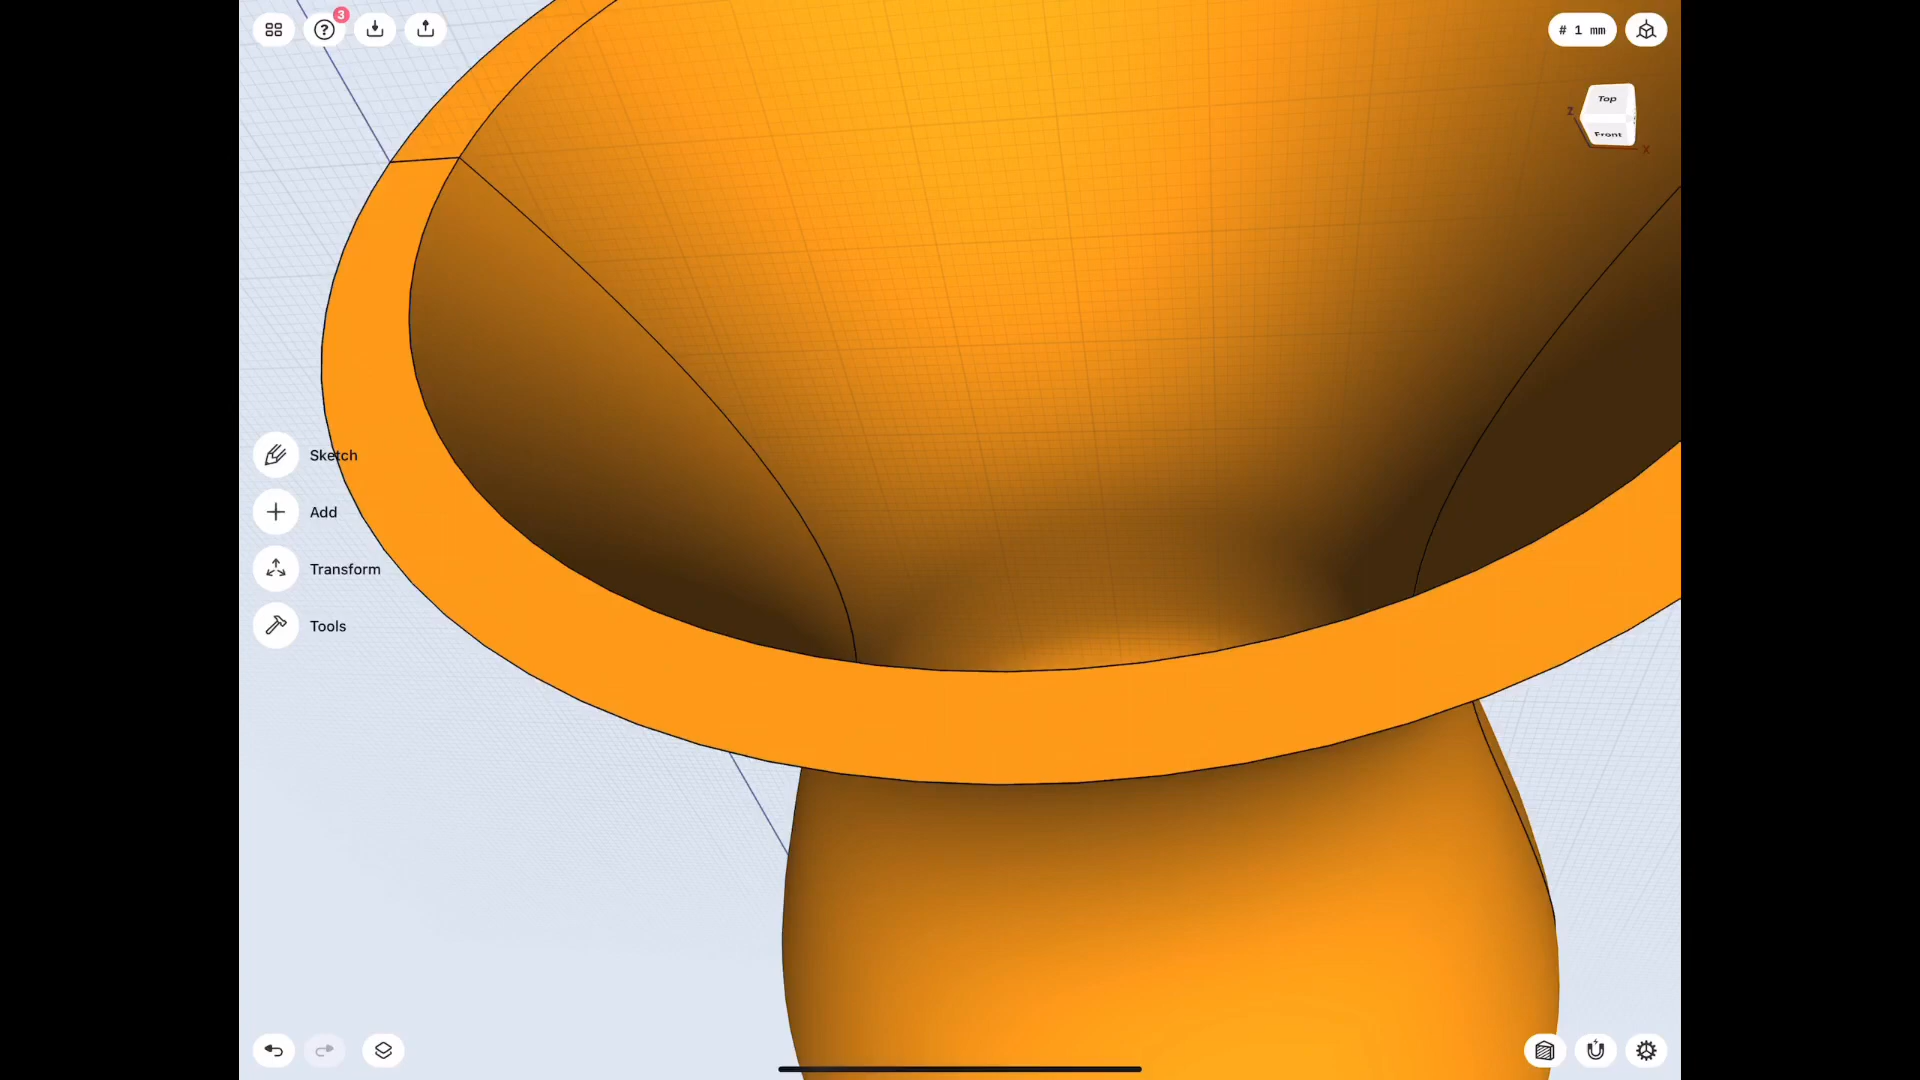 3
?
# 1 mm
Top
Z
Front
X
Sketch
Add
Transform
Tools